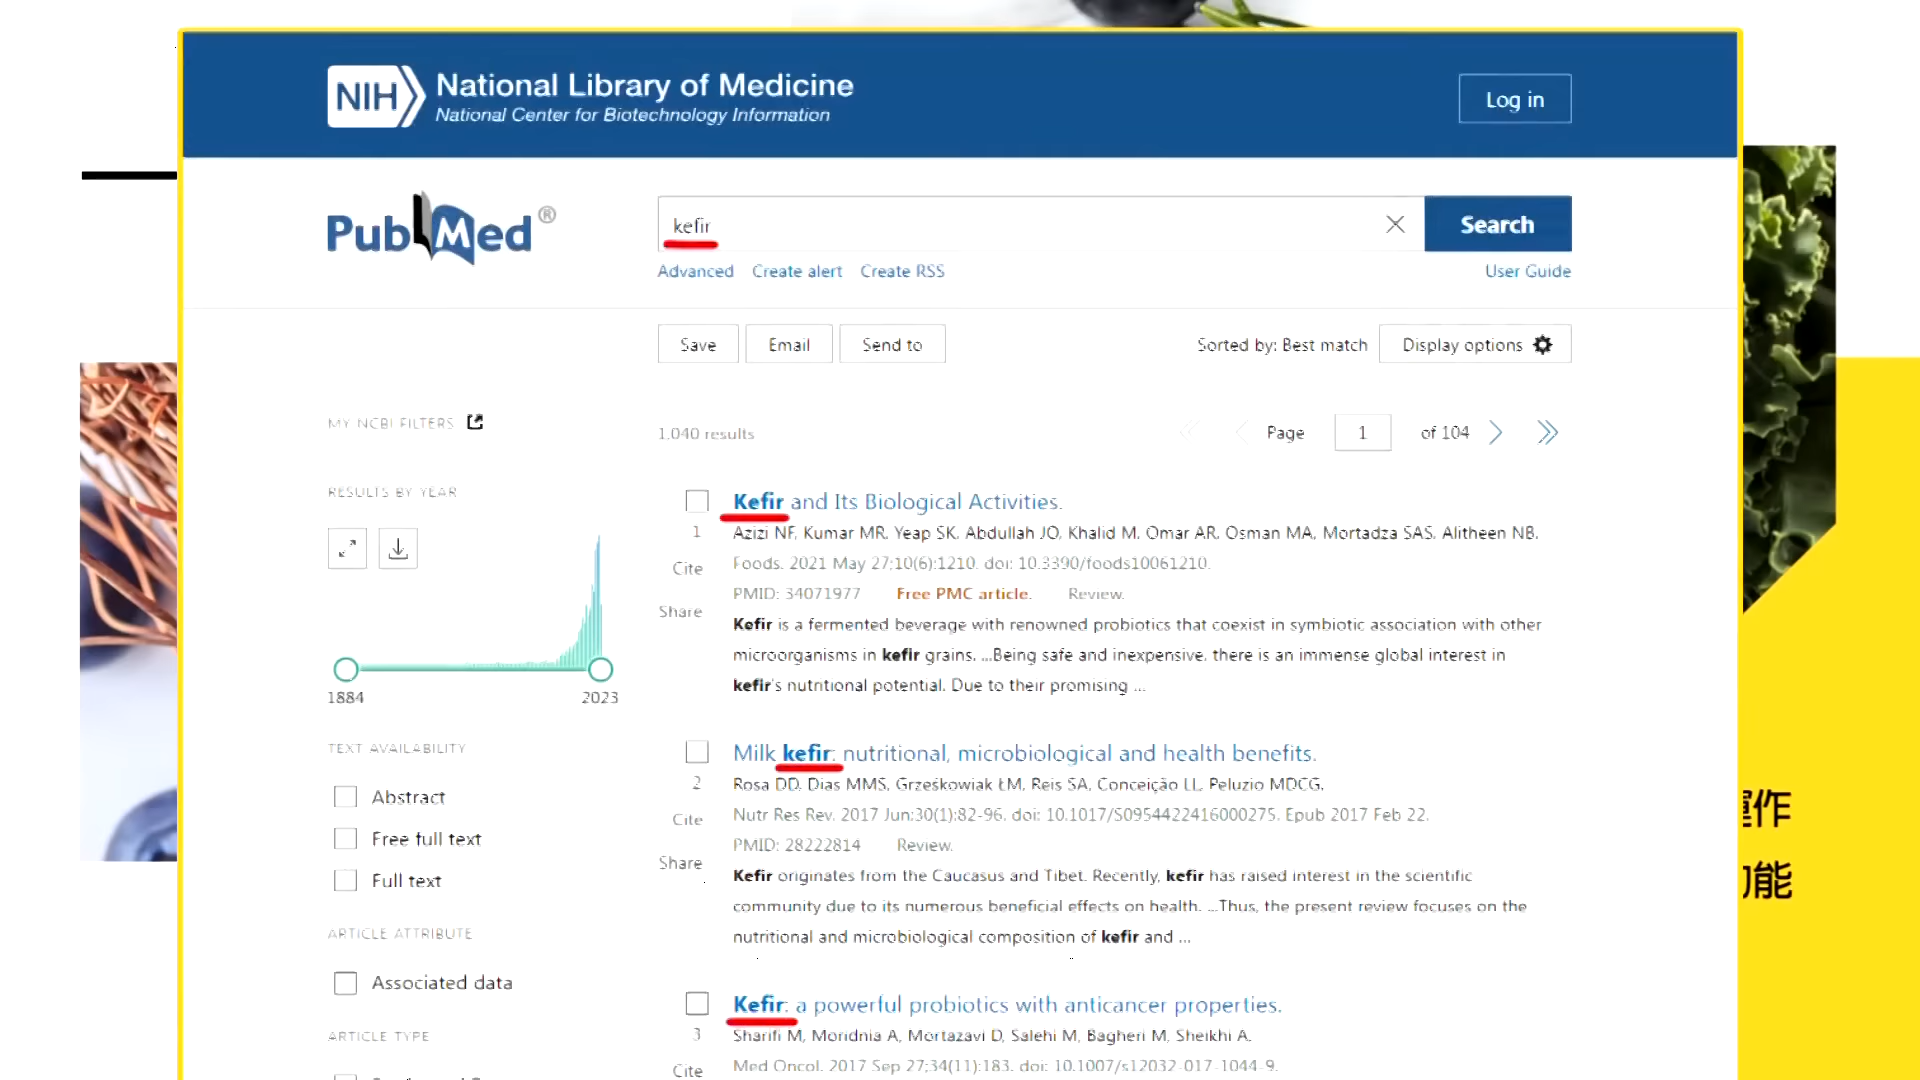 NIH National Library of Medicine
National Center for Biotechnology Information
Log in
PubMed®
kefir
Search
Advanced Create alert Create RSS
User Guide
Save Email Send to
Sorted by: Best match Display options
MY NCBI FILTERS
1,040 results
Page 1 of 104
RESULTS BY YEAR
1884 2023
TEXT AVAILABILITY
Abstract
Free full text
Full text
ARTICLE ATTRIBUTE
Associated data
ARTICLE TYPE
Kefir and Its Biological Activities.
1 Azizi NF, Kumar MR, Yeap SK, Abdullah JO, Khalid M, Omar AR, Osman MA, Mortadza SAS, Alitheen NB.
Cite Foods. 2021 May 27;10(6):1210. doi: 10.3390/foods10061210.
PMID: 34071977 Free PMC article. Review.
Share
Kefir is a fermented beverage with renowned probiotics that coexist in symbiotic association with other
microorganisms in kefir grains. ...Being safe and inexpensive, there is an immense global interest in
kefir's nutritional potential. Due to their promising ...
Milk kefir: nutritional, microbiological and health benefits.
2 Rosa DD, Dias MMS, Grześkowiak ŁM, Reis SA, Conceição LL, Peluzio MDCG.
Cite Nutr Res Rev. 2017 Jun;30(1):82-96. doi: 10.1017/S0954422416000275. Epub 2017 Feb 22.
PMID: 28222814 Review.
Share
Kefir originates from the Caucasus and Tibet. Recently, kefir has raised interest in the scientific
community due to its numerous beneficial effects on health. ...Thus, the present review focuses on the
nutritional and microbiological composition of kefir and ...
Kefir: a powerful probiotics with anticancer properties.
3 Sharifi M, Moridnia A, Mortazavi D, Salehi M, Bagheri M, Sheikhi A.
Cite Med Oncol. 2017 Sep 27;34(11):183. doi: 10.1007/s12032-017-1044-9.
作
能